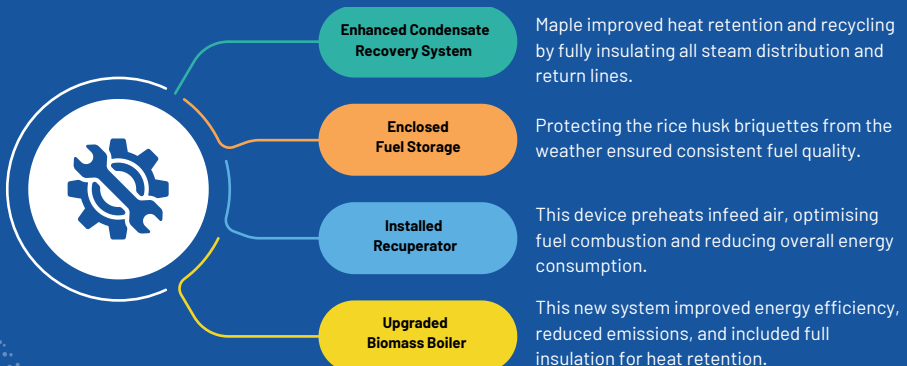 Enhanced Condensate
Recovery System
Maple improved heat retention and recycling
by fully insulating all steam distribution and
return lines.
Enclosed
Fuel Storage
Protecting the rice husk briquettes from the
weather ensured consistent fuel quality.
Installed
Recuperator
This device preheats infeed air, optimising
fuel combustion and reducing overall energy
consumption.
Upgraded
Biomass Boiler
This new system improved energy efficiency,
reduced emissions, and included full
insulation for heat retention.